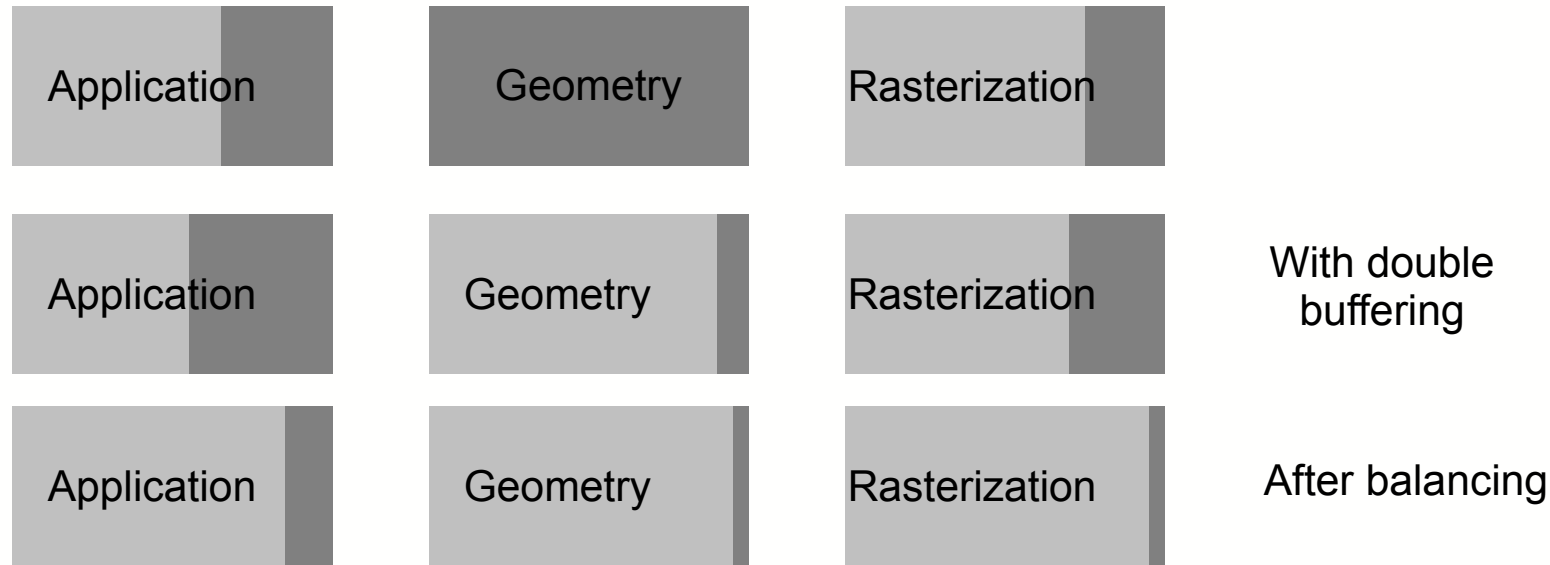 Application
Geometry
Rasterization
Application
Geometry
Rasterization
With double
buffering
Application
Geometry
Rasterization
After balancing